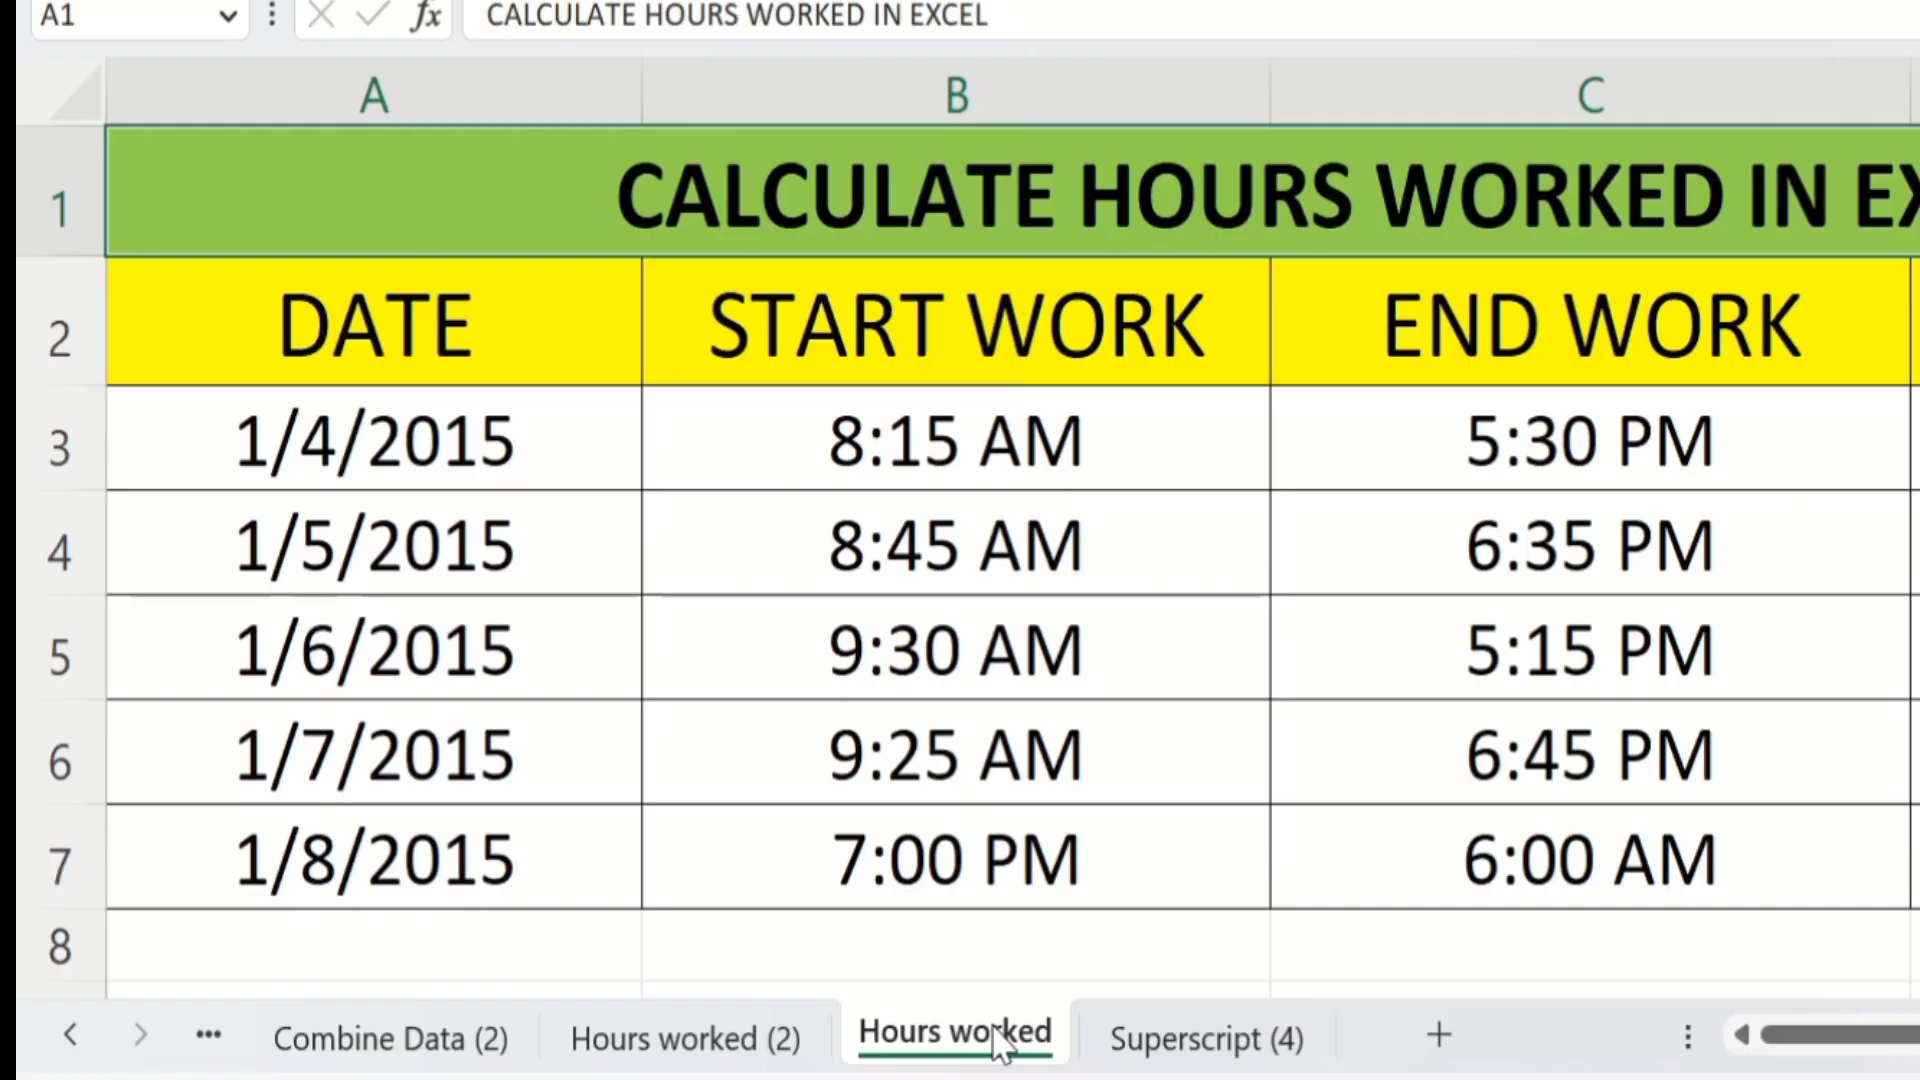 A1 fx CALCULATE HOURS WORKED IN EXCEL
A B C
1 CALCULATE HOURS WORKED IN EX
2 DATE START WORK END WORK
3 1/4/2015 8:15 AM 5:30 PM
4 1/5/2015 8:45 AM 6:35 PM
5 1/6/2015 9:30 AM 5:15 PM
6 1/7/2015 9:25 AM 6:45 PM
7 1/8/2015 7:00 PM 6:00 AM
8
Combine Data (2) Hours worked (2) Hours worked Superscript (4)